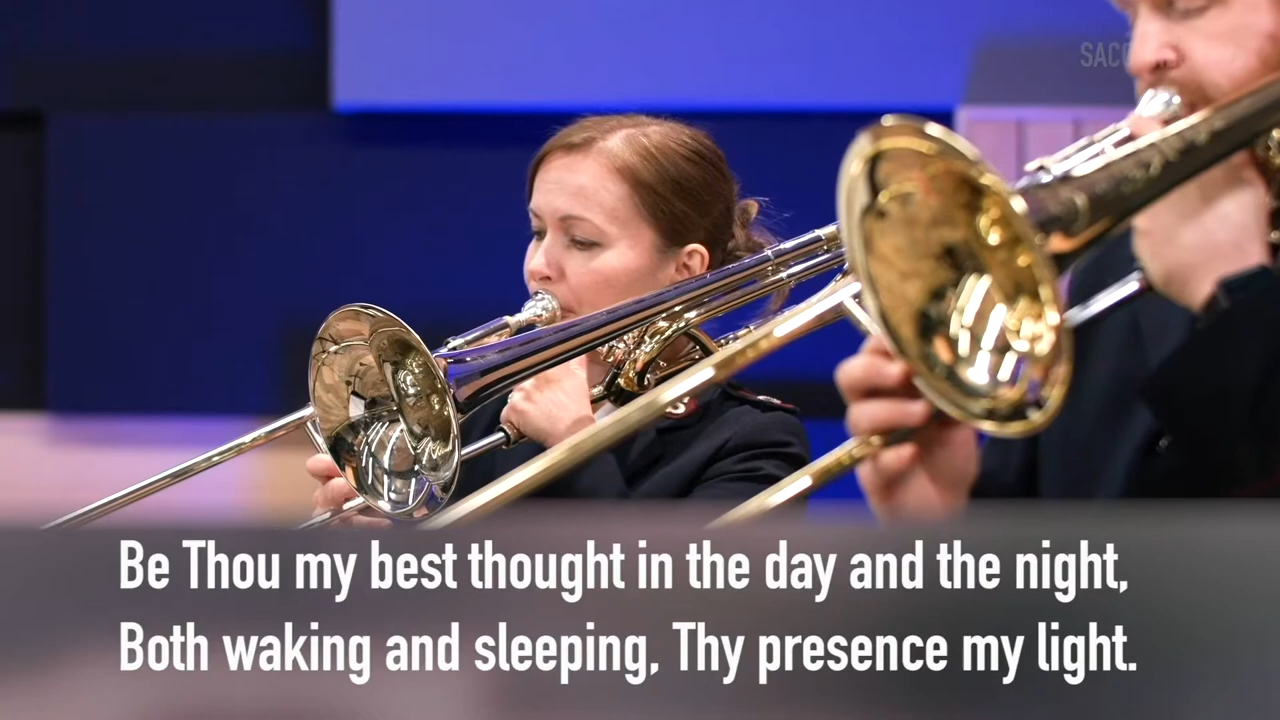 Be Thou my best thought in the day and the night,
Both waking and sleeping, Thy presence my light.